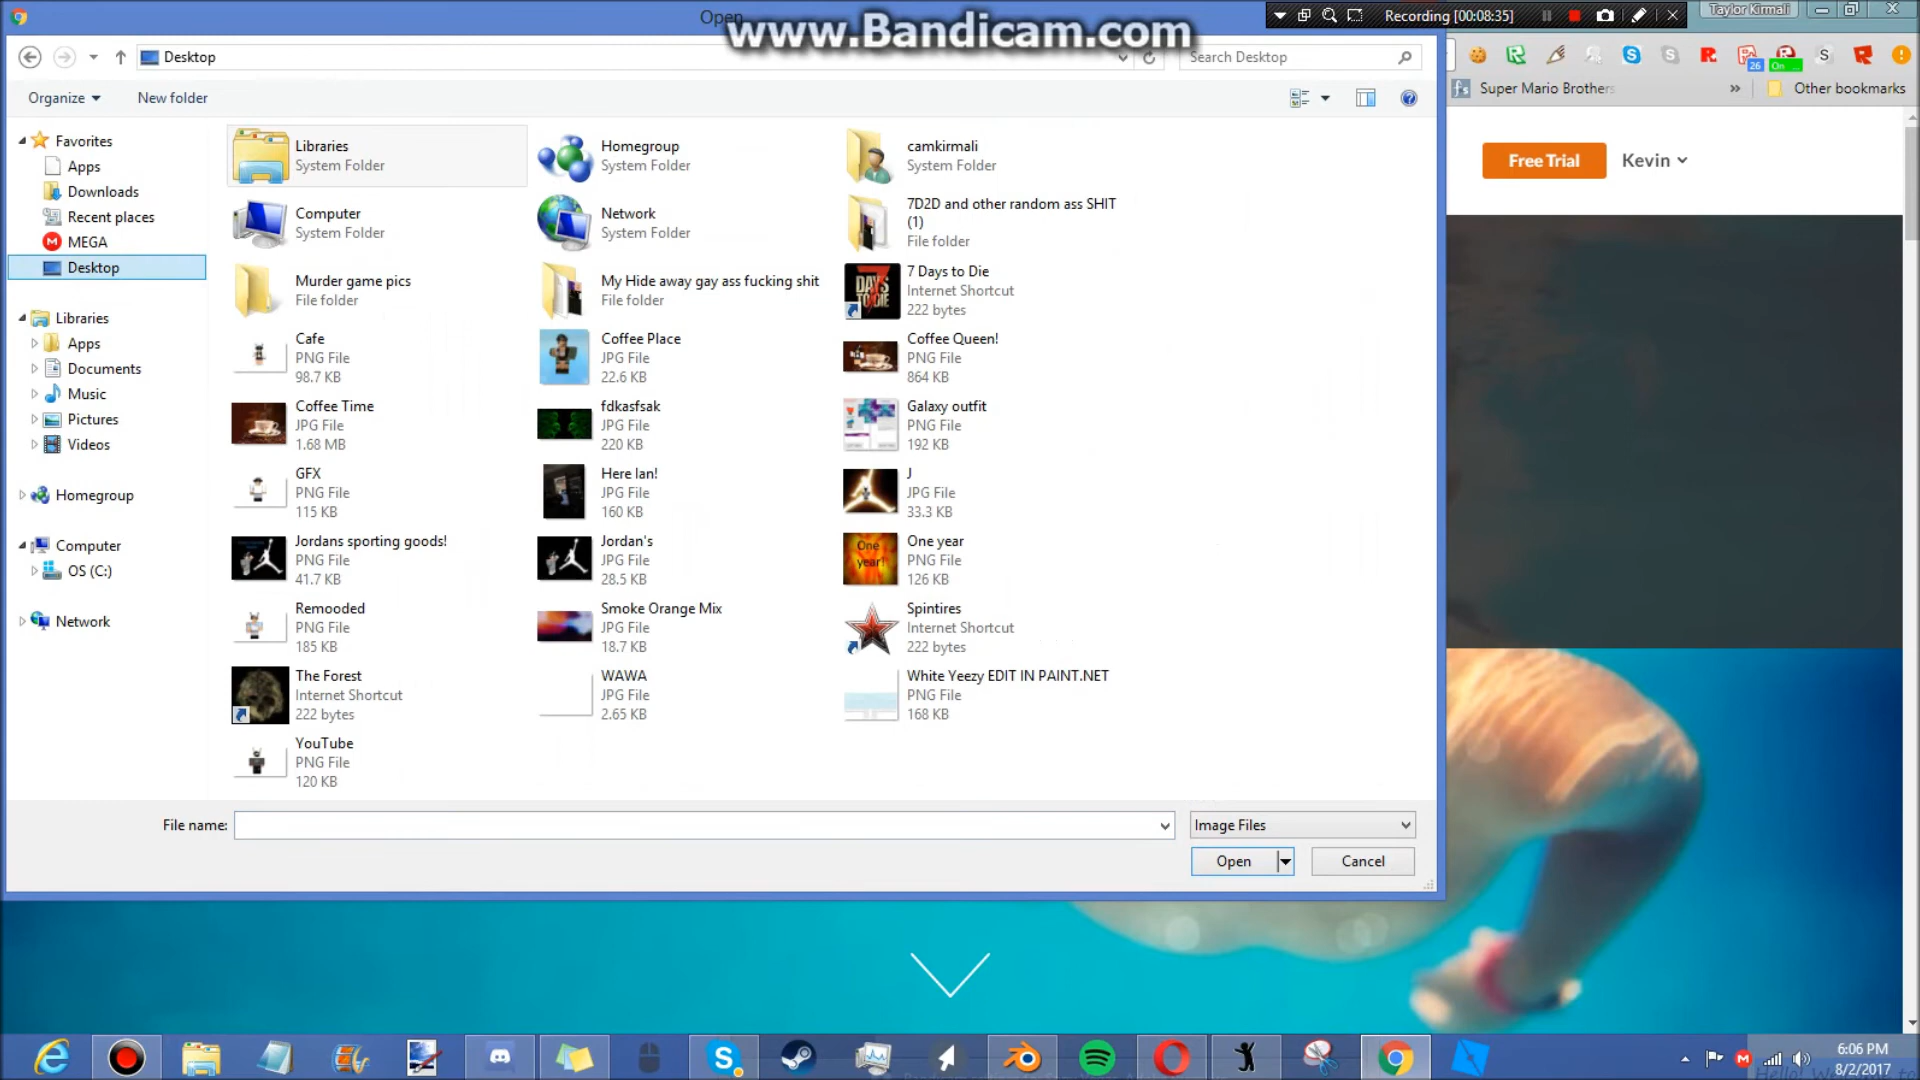 Open
www.Bandicam.com
Recording [00:08:35]
Taylor Kirmali
Desktop
Search Desktop
26
On ...
Organize
New folder
Super Mario Brothers
»
Other bookmarks
Free Trial
Kevin
Favorites
Apps
Downloads
Recent places
MEGA
Desktop
Libraries
Apps
Documents
Music
Pictures
Videos
Homegroup
Computer
OS (C:)
Network
Libraries
System Folder
Homegroup
System Folder
camkirmali
System Folder
Computer
System Folder
Network
System Folder
7D2D and other random ass SHIT
(1)
File folder
Murder game pics
File folder
My Hide away gay ass fucking shit
File folder
7 Days to Die
Internet Shortcut
222 bytes
Cafe
PNG File
98.7 KB
Coffee Place
JPG File
22.6 KB
Coffee Queen!
PNG File
864 KB
Coffee Time
JPG File
1.68 MB
fdkasfsak
JPG File
220 KB
Galaxy outfit
PNG File
192 KB
GFX
PNG File
115 KB
Here Ian!
JPG File
160 KB
J
JPG File
33.3 KB
Jordans sporting goods!
PNG File
41.7 KB
Jordan's
PNG File
28.5 KB
One year!
One year
PNG File
126 KB
Remooded
PNG File
185 KB
Smoke Orange Mix
JPG File
18.7 KB
Spintires
Internet Shortcut
222 bytes
The Forest
Internet Shortcut
222 bytes
WAWA
JPG File
2.65 KB
White Yeezy EDIT IN PAINT.NET
PNG File
168 KB
YouTube
PNG File
120 KB
File name:
Image Files
Open
Cancel
6:06 PM
8/2/2017